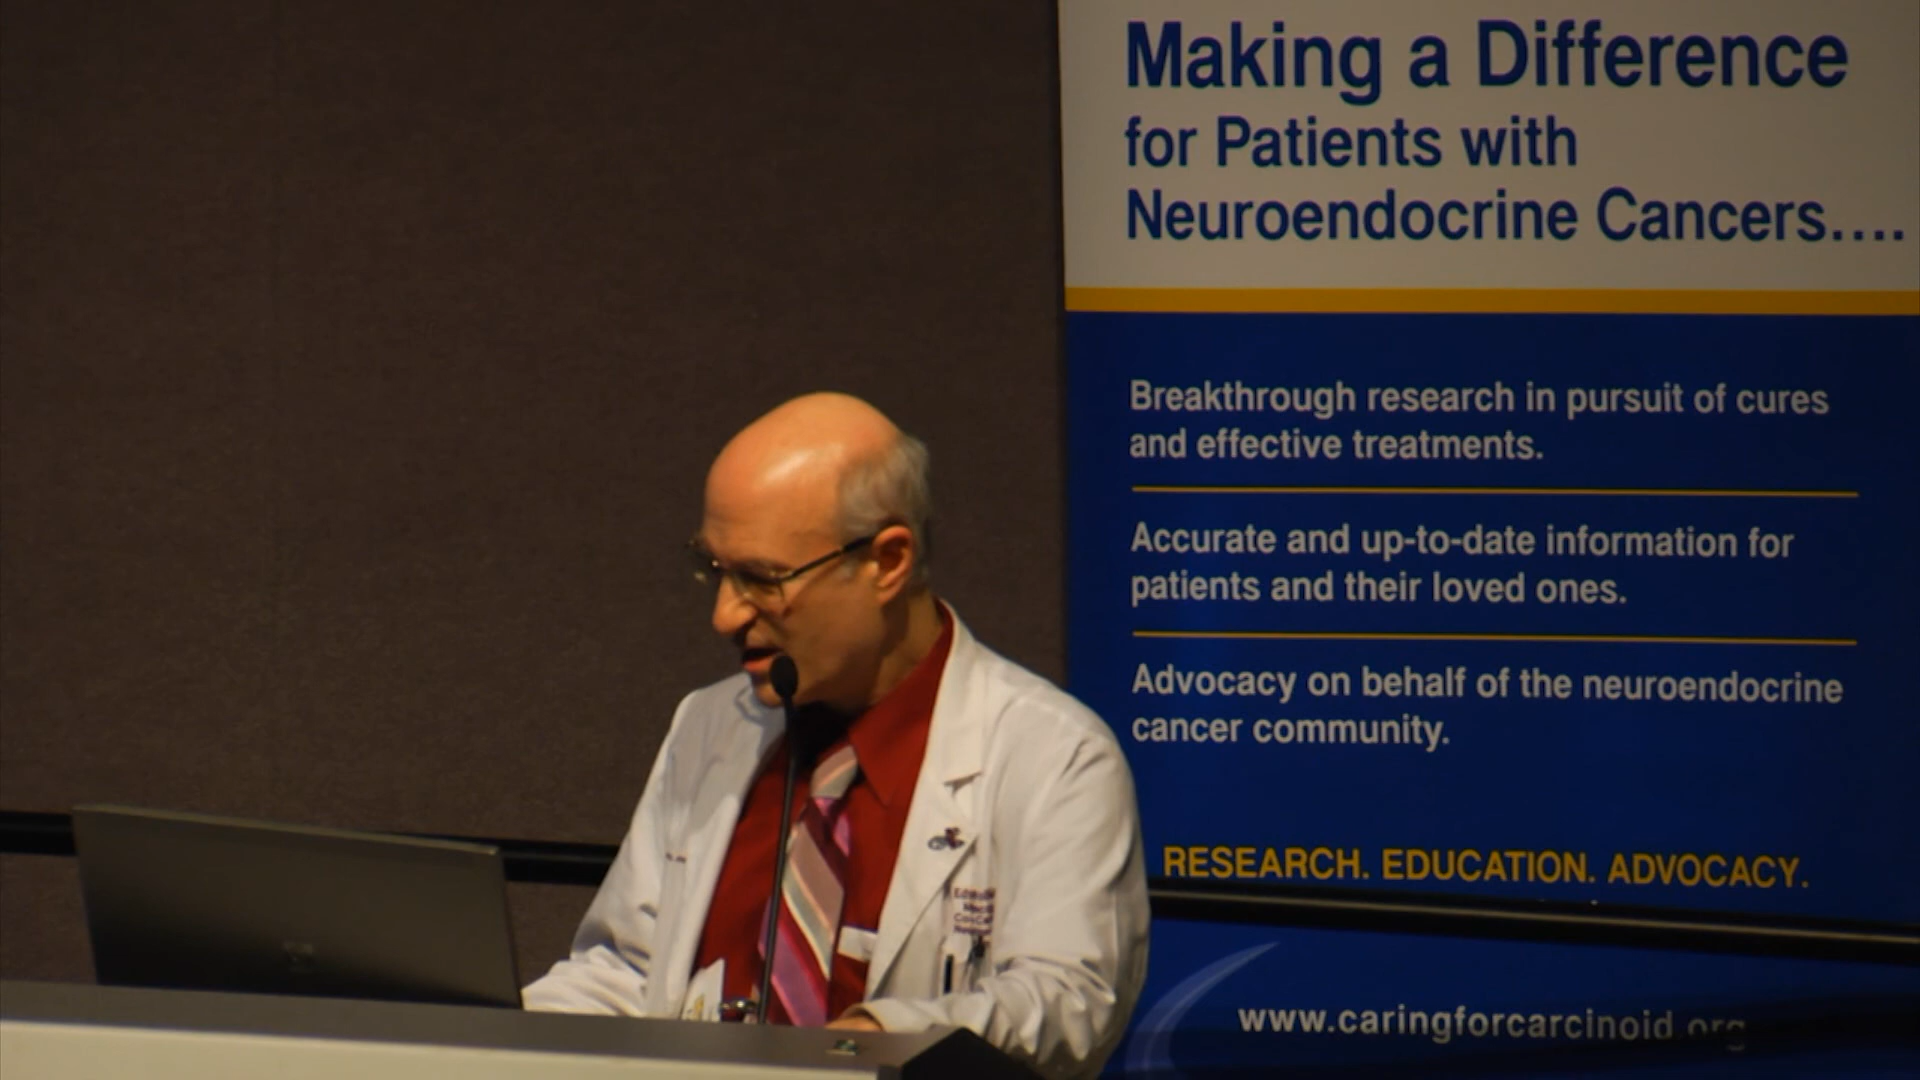 Making a Difference
for Patients with
Neuroendocrine Cancers....
Breakthrough research in pursuit of cures
and effective treatments.
Accurate and up-to-date information for
patients and their loved ones.
Advocacy on behalf of the neuroendocrine
cancer community.
RESEARCH. EDUCATION. ADVOCACY.
www.caringforcarcinoid.org